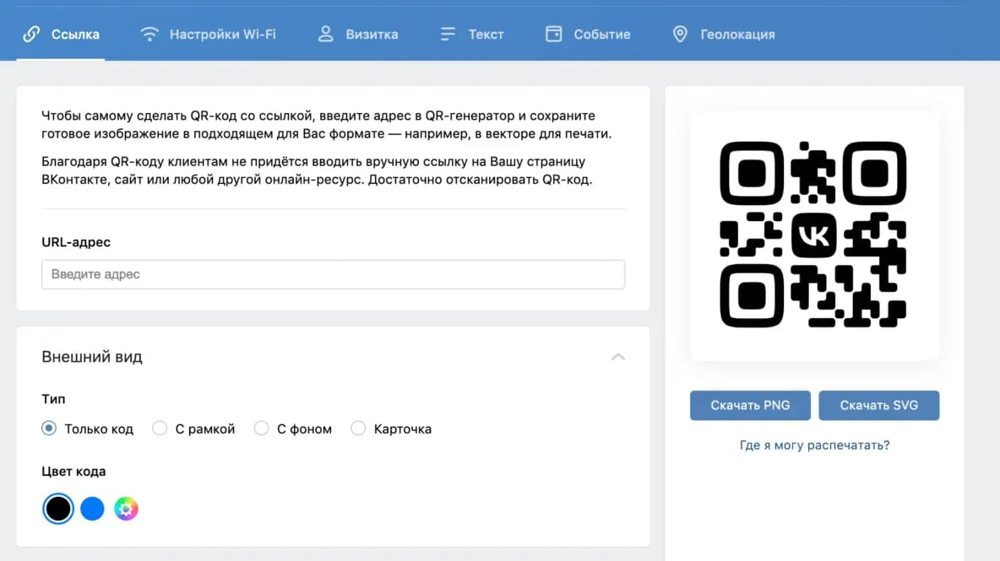 Ссылка
Настройки Wi-Fi
Визитка
Текст
Событие
Геолокация
Чтобы самому сделать QR-код со ссылкой, введите адрес в QR-генератор и сохраните
готовое изображение в подходящем для Вас формате — например, в векторе для печати.
Благодаря QR-коду клиентам не придётся вводить вручную ссылку на Вашу страницу
ВКонтакте, сайт или любой другой онлайн-ресурс. Достаточно отсканировать QR-код.
URL-адрес
Введите адрес
Внешний вид
Тип
Только код
С рамкой
С фоном
Карточка
Цвет кода
VK
Скачать PNG
Скачать SVG
Где я могу распечатать?